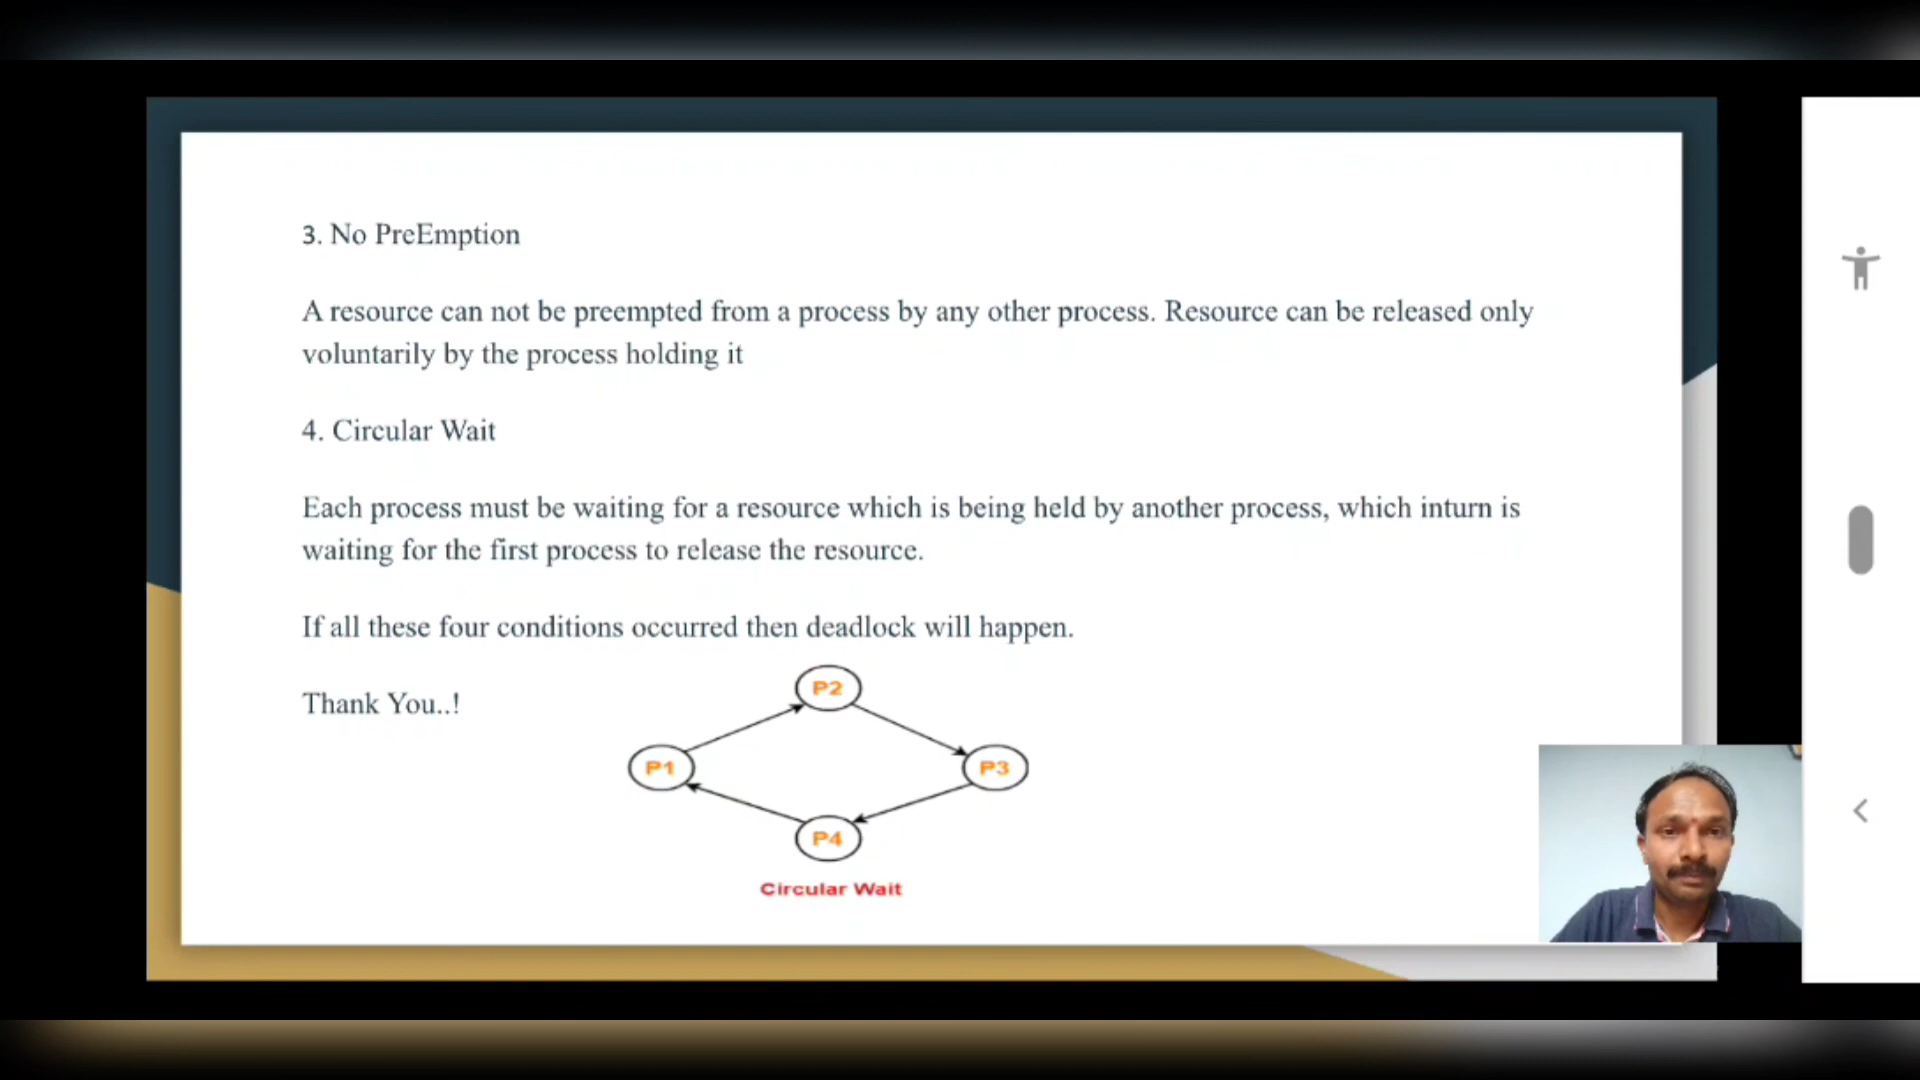 3. No PreEmption
A resource can not be preempted from a process by any other process. Resource can be released only
voluntarily by the process holding it
4. Circular Wait
Each process must be waiting for a resource which is being held by another process, which inturn is
waiting for the first process to release the resource.
If all these four conditions occurred then deadlock will happen.
Thank You..!
P2
P1
P3
P4
Circular Wait